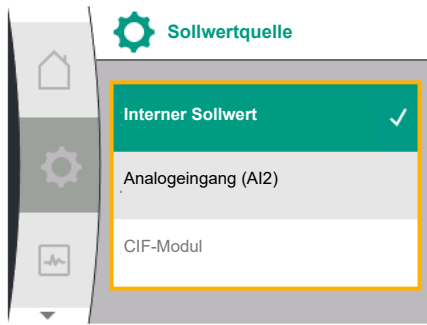 Sollwertquelle
Interner Sollwert
Analogeingang (AI2)
CIF-Modul